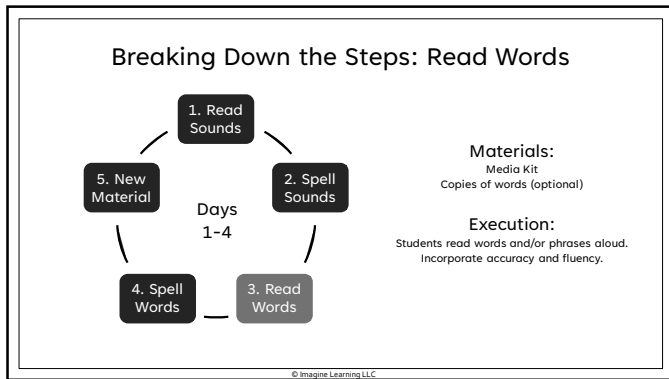 Breaking Down the Steps: Read Words
1. Read
Sounds
2. Spell
Sounds
3. Read
Words
4. Spell
Words
5. New
Material
Days
1-4
Materials:
Media Kit
Copies of words (optional)
Execution:
Students read words and/or phrases aloud.
Incorporate accuracy and fluency.
© Imagine Learning LLC